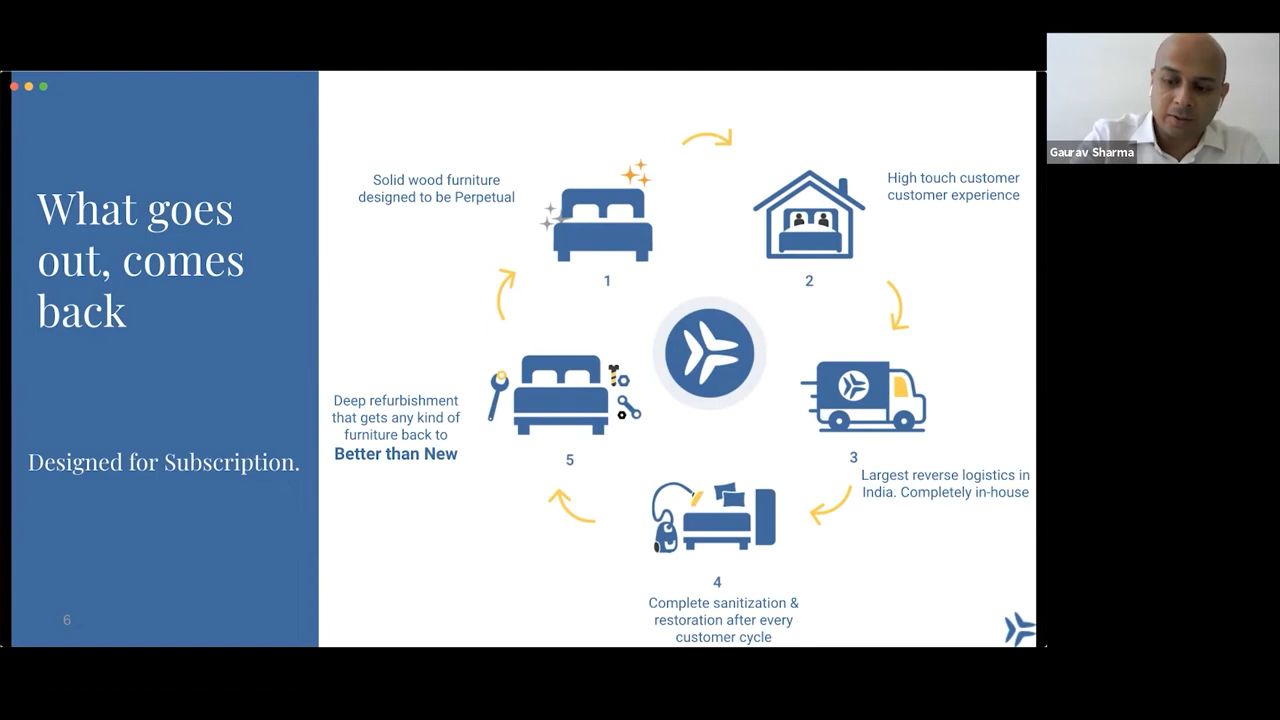 What goes
out, comes
back
Designed for Subscription.
6
Solid wood furniture
designed to be Perpetual
1
High touch customer
customer experience
2
3
Largest reverse logistics in
India. Completely in-house
4
Complete sanitization &
restoration after every
customer cycle
Deep refurbishment
that gets any kind of
furniture back to
Better than New
5
Gaurav Sharma